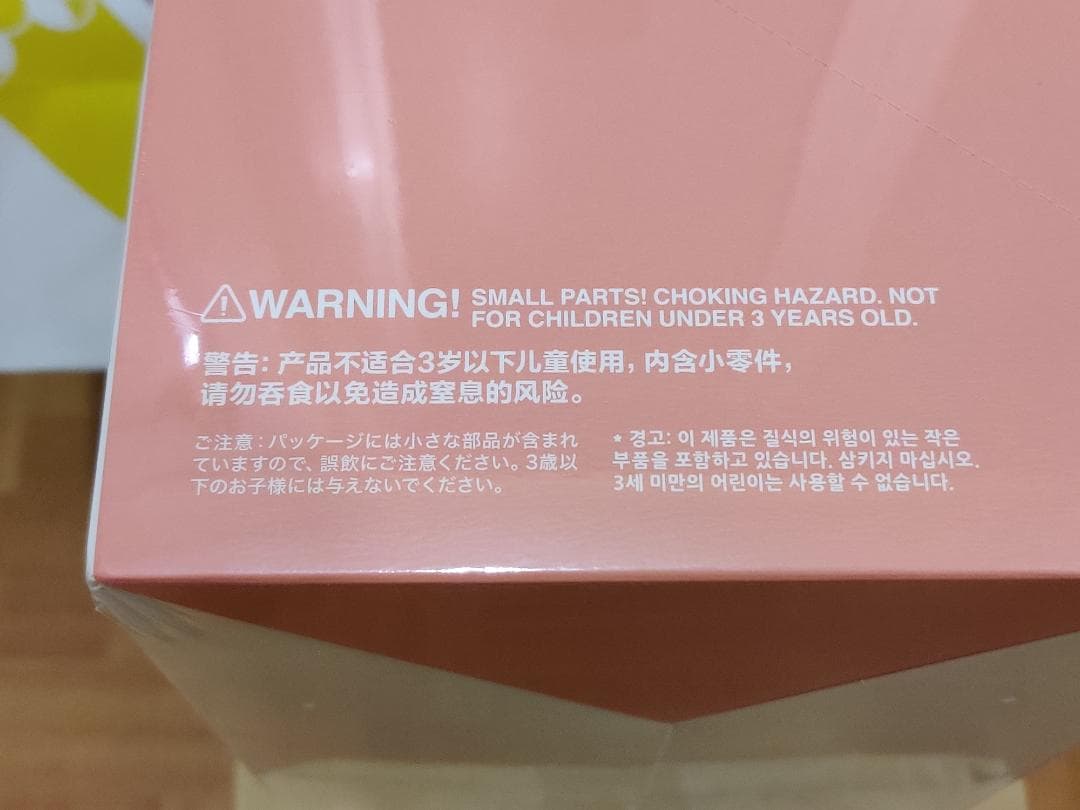 WARNING! SMALL PARTS! CHOKING HAZARD. NOT
FOR CHILDREN UNDER 3 YEARS OLD.
警告: 产品不适合3岁以下儿童使用, 内含小零件,
请勿吞食以免造成窒息的风险。
ご注意：パッケージには小さな部品が含まれ
ていますので、誤飲にご注意ください。3歳以
下のお子様には与えないでください。
* 경고: 이 제품은 질식의 위험이 있는 작은
부품을 포함하고 있습니다. 삼키지 마십시오.
3세 미만의 어린이는 사용할 수 없습니다.